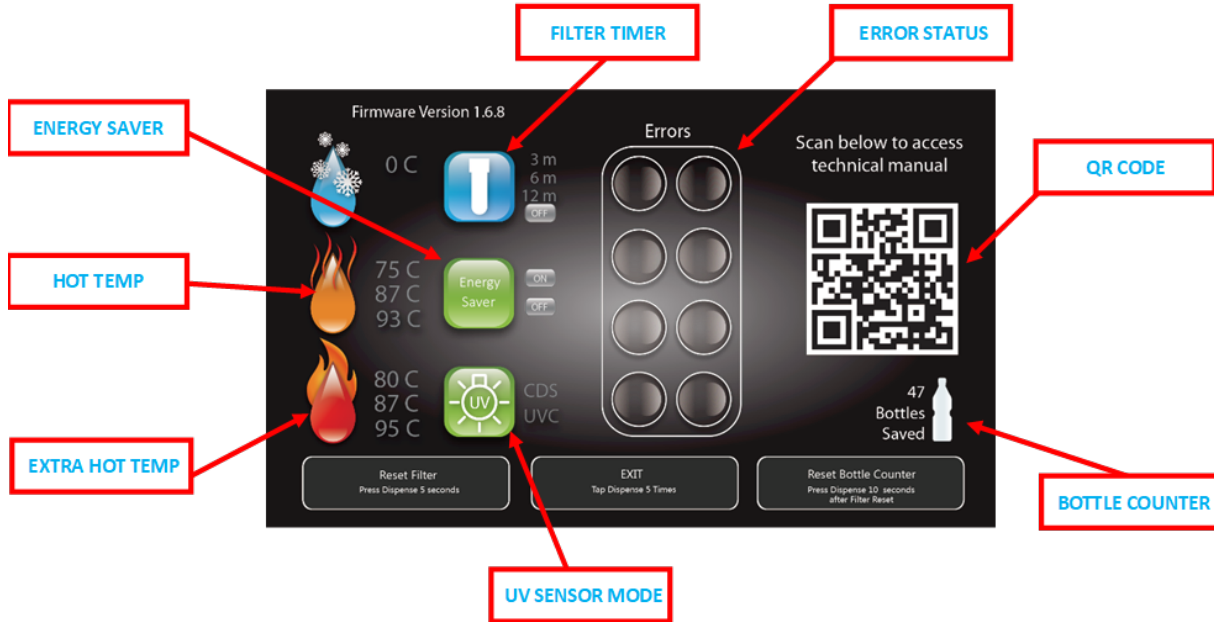 FILTER TIMER
ERROR STATUS
ENERGY SAVER
QR CODE
HOT TEMP
EXTRA HOT TEMP
BOTTLE COUNTER
UV SENSOR MODE
Firmware Version 1.6.8
0 C
3 m
6 m
12 m
OFF
75 C
87 C
93 C
Energy
Saver
ON
OFF
80 C
87 C
95 C
UV
CDS
UVC
Errors
Scan below to access
technical manual
47
Bottles
Saved
Reset Filter
Press Dispense 5 seconds
EXIT
Tap Dispense 5 Times
Reset Bottle Counter
Press Dispense 10 seconds
after Filter Reset